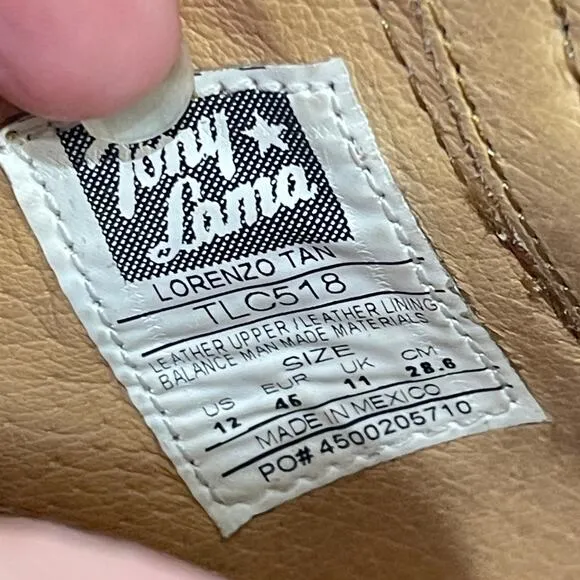 Tony
Lama
LORENZO TAN
TLC518
LEATHER UPPER/LEATHER LINING
BALANCE MAN MADE MATERIALS
SIZE
US EUR UK CM
12 46 11 28.6
MADE IN MEXICO
PO# 4500205710